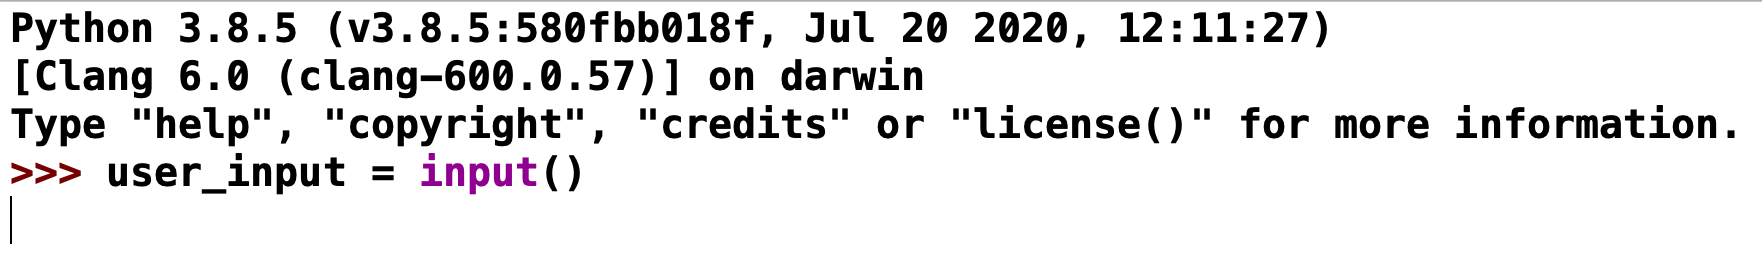 Python 3.8.5 (v3.8.5:580fbb018f, Jul 20 2020, 12:11:27)
[Clang 6.0 (clang-600.0.57)] on darwin
Type "help", "copyright", "credits" or "license()" for more information.
>>> user_input = input()